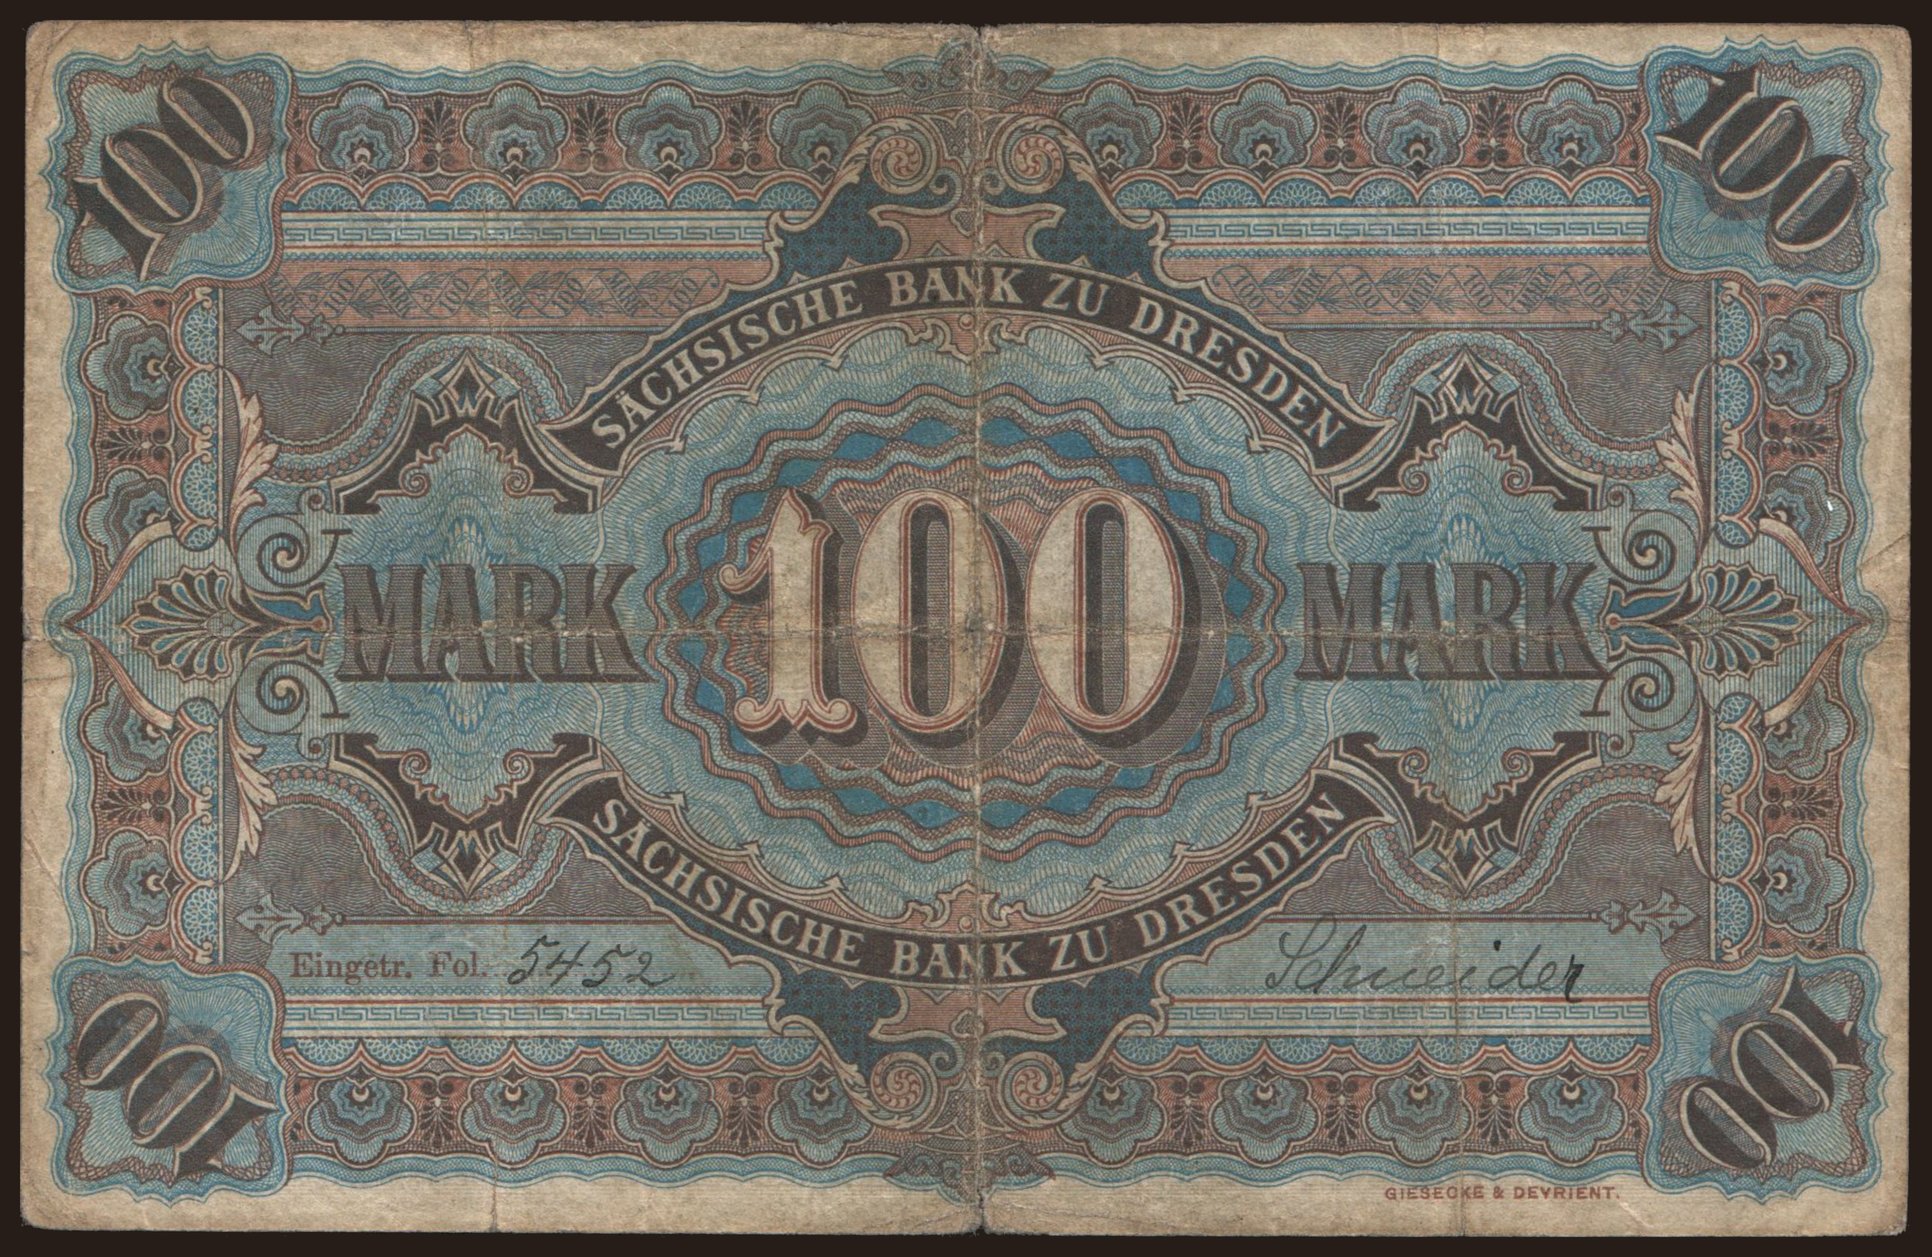 100 100
SÄCHSISCHE BANK ZU DRESDEN
MARK 100 MARK
SÄCHSISCHE BANK ZU DRESDEN
Eingetr. Fol. 5452 Schneider
100 100
GIESECKE & DEVRIENT.